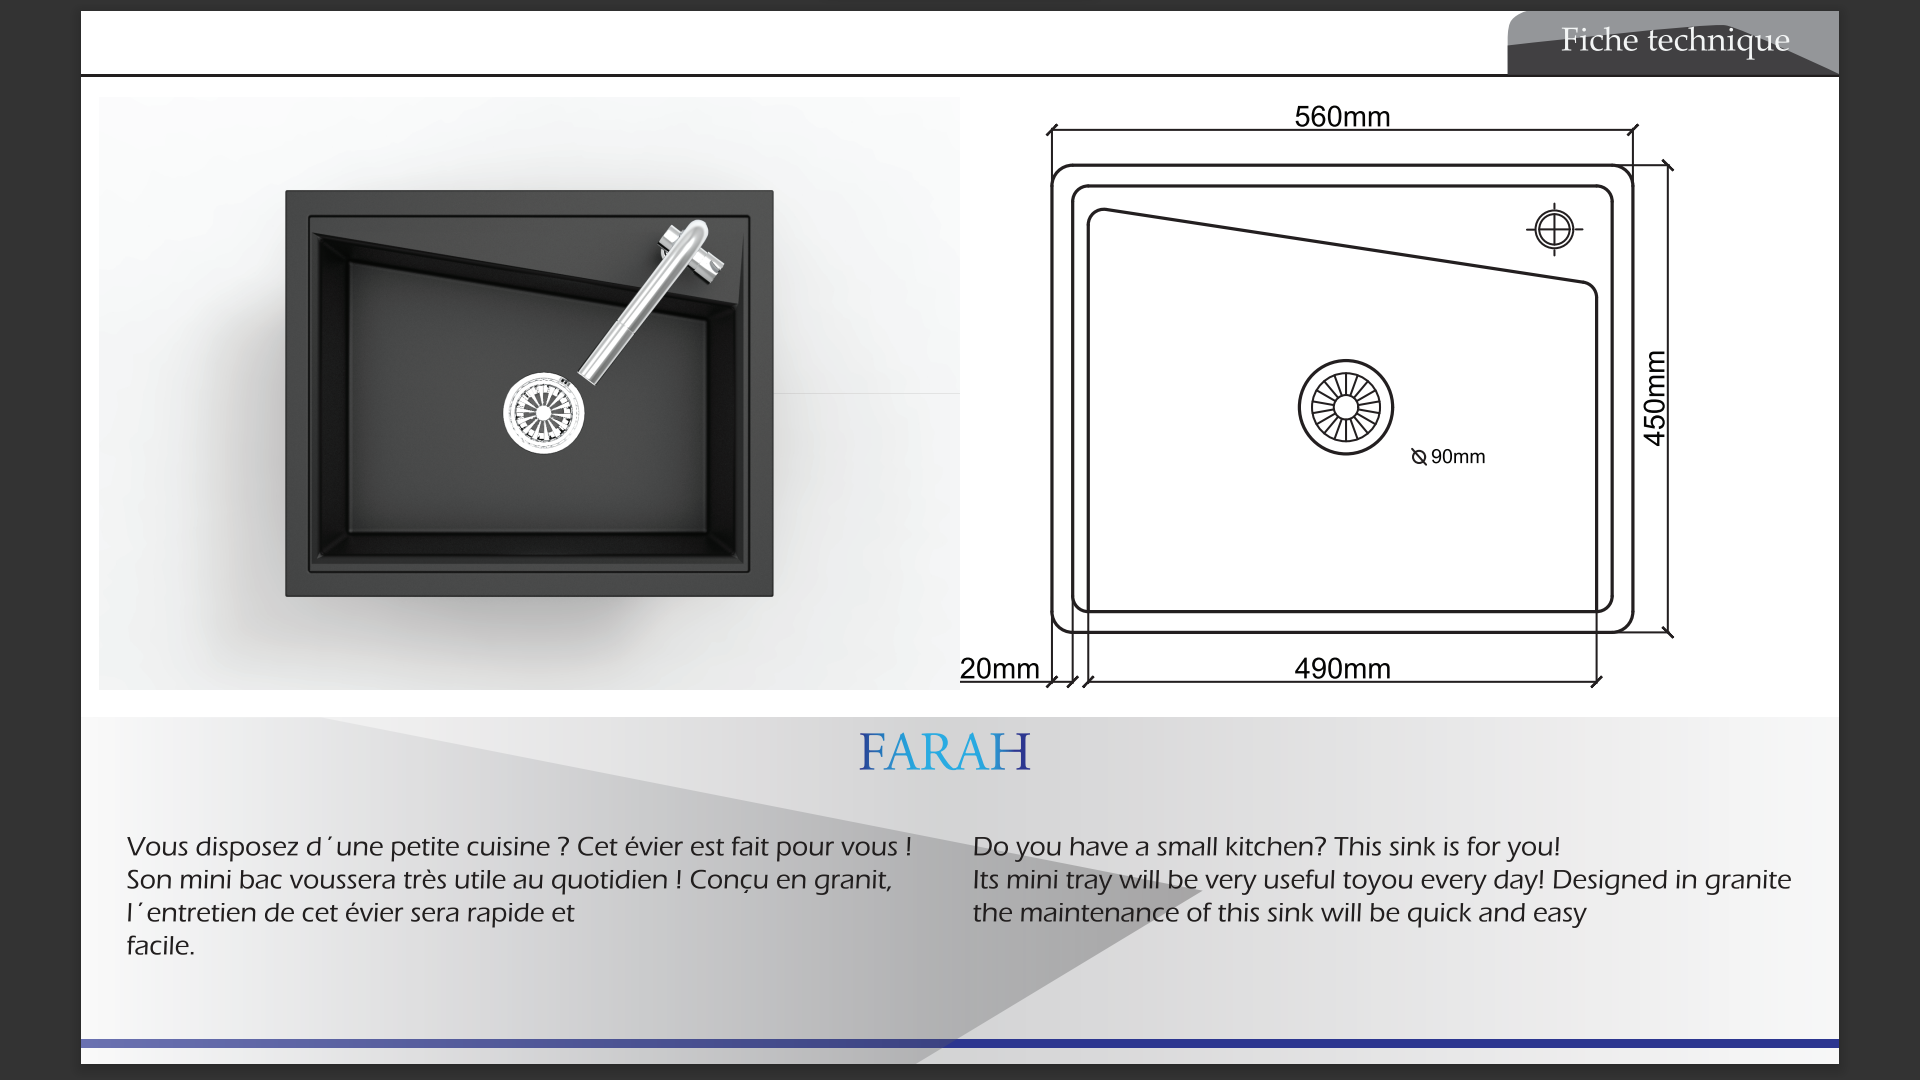 Fiche technique
560mm
450mm
⌀ 90mm
20mm
490mm
FARAH
Vous disposez d´une petite cuisine ? Cet évier est fait pour vous !
Son mini bac voussera très utile au quotidien ! Conçu en granit,
l´entretien de cet évier sera rapide et
facile.
Do you have a small kitchen? This sink is for you!
Its mini tray will be very useful toyou every day! Designed in granite
the maintenance of this sink will be quick and easy